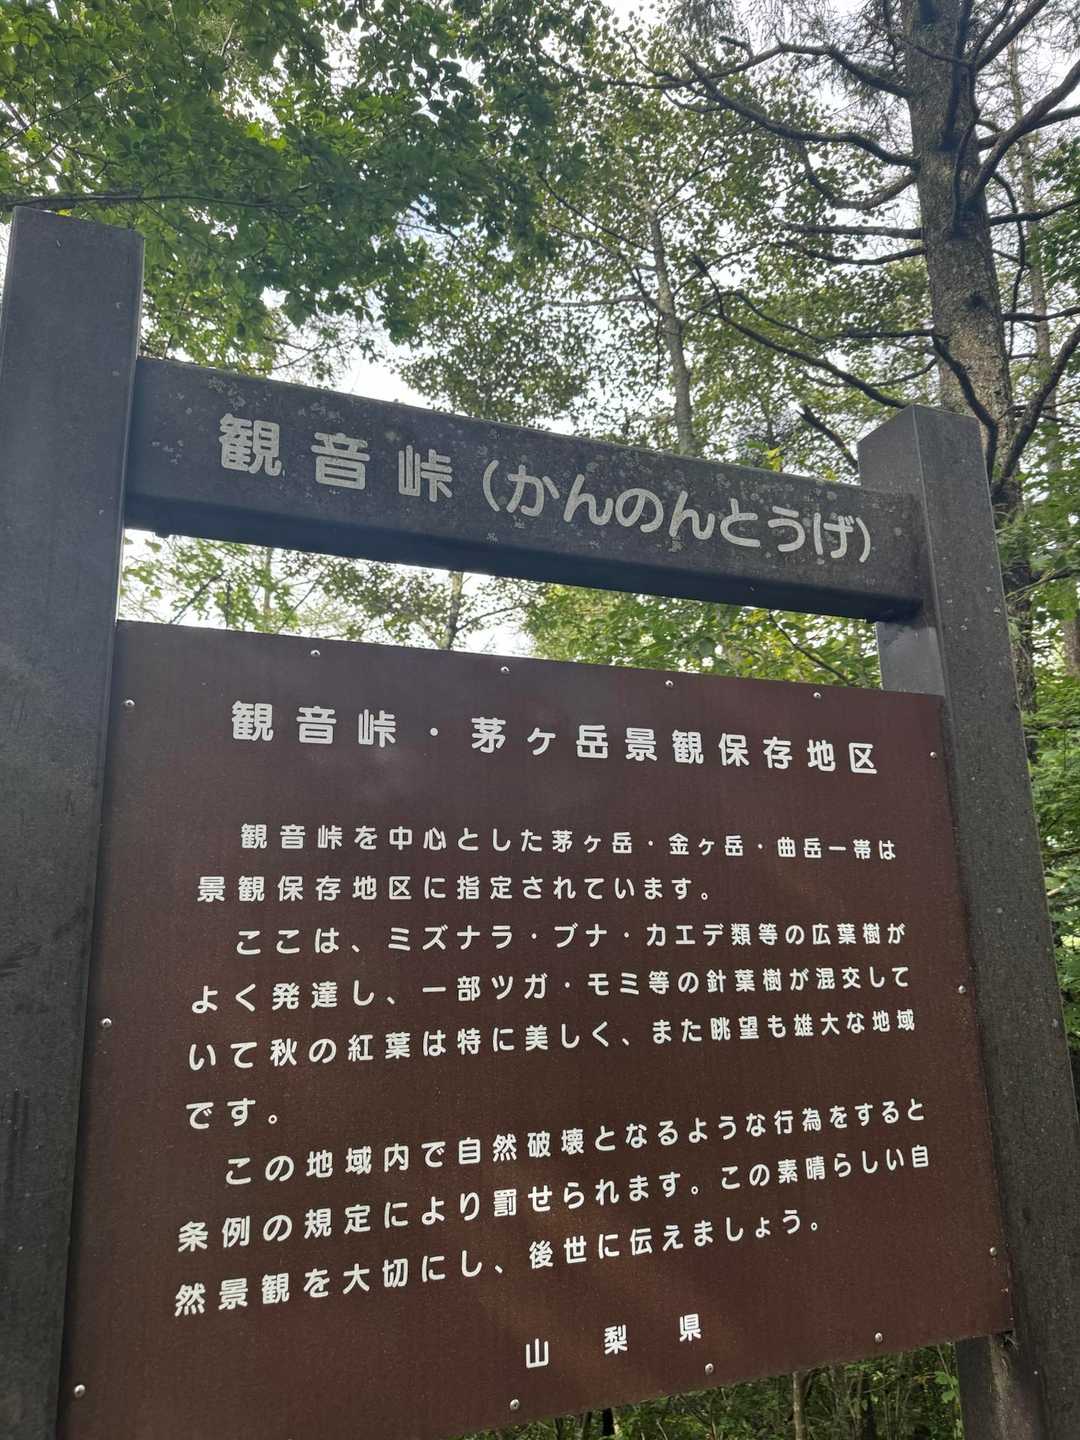 観音峠(かんのんとうげ)
観音峠・茅ヶ岳景観保存地区
観音峠を中心とした茅ヶ岳・金ヶ岳・曲岳一帯は
景観保存地区に指定されています。
ここは、ミズナラ・ブナ・カエデ類等の広葉樹が
よく発達し、一部ツガ・モミ等の針葉樹が混交して
いて秋の紅葉は特に美しく、また眺望も雄大な地域
です。
この地域内で自然破壊となるような行為をすると
条例の規定により罰せられます。この素晴らしい自
然景観を大切にし、後世に伝えましょう。
山梨県